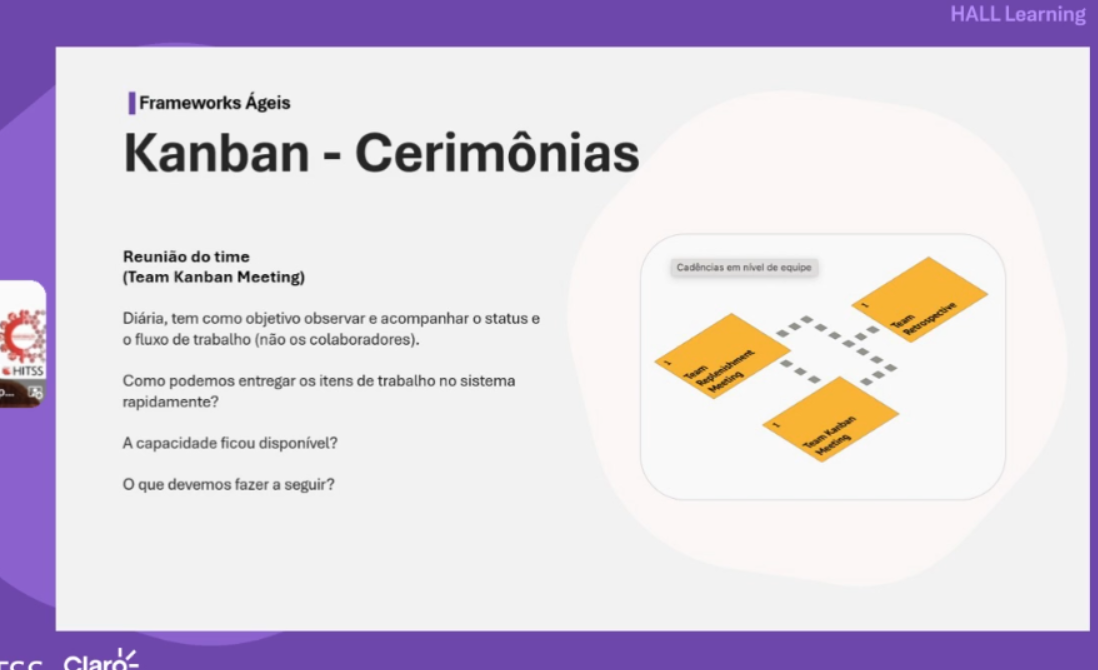 HALL Learning
Frameworks Ágeis
Kanban - Cerimônias
Reunião do time
(Team Kanban Meeting)
Diária, tem como objetivo observar e acompanhar o status e
o fluxo de trabalho (não os colaboradores).
Como podemos entregar os itens de trabalho no sistema
rapidamente?
A capacidade ficou disponível?
O que devemos fazer a seguir?
Cadências em nível de equipe
1
Team
Retrospective
1
Team
Replenishment
Meeting
1
Team Kanban
Meeting
HITSS
Claro